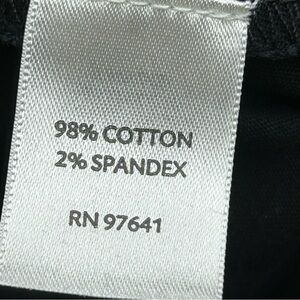 98% COTTON
2% SPANDEX
RN 97641